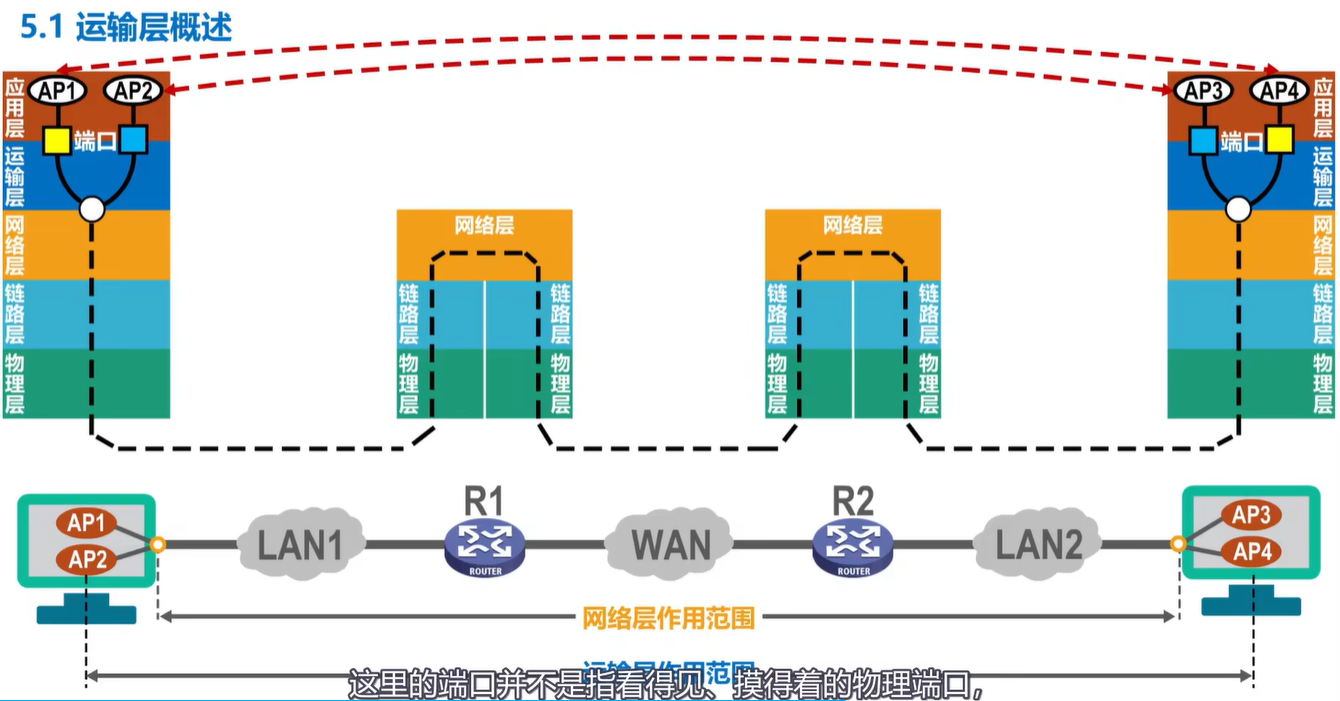 5.1 运输层概述
应用层
AP1
AP2
端口
运输层
网络层
链路层
物理层
网络层
链路层
链路层
物理层
物理层
网络层
链路层
链路层
物理层
物理层
AP3
AP4
应用层
端口
运输层
网络层
链路层
物理层
AP1
AP2
LAN1
R1
ROUTER
WAN
R2
ROUTER
LAN2
AP3
AP4
网络层作用范围
运输层作用范围
这里的端口并不是指看得见、摸得着的物理端口,